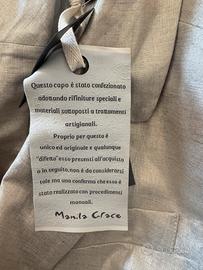 Questo capo è stato confezionato
adottando rifiniture speciali e
materiali sottoposti a trattamenti
artigianali.
Proprio per questo è
unico ed originale e qualunque
"difetto" esso presenti all'acquisto
o in seguito, non è da considerarsi
tale ma una conferma che esso è
stato realizzato con procedimenti
manuali.
Manila Grace